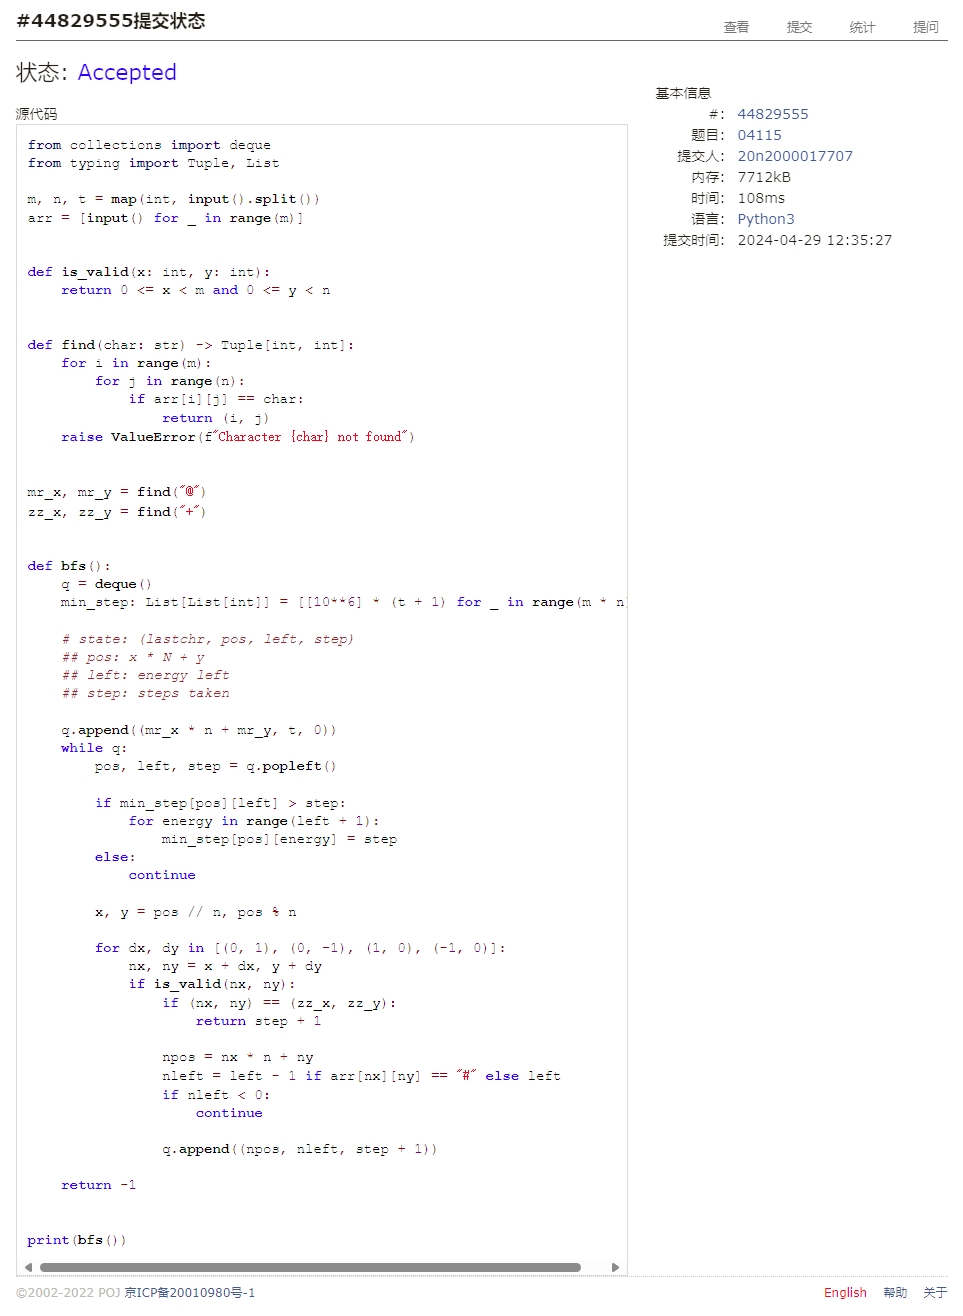 #44829555提交状态
查看 提交 统计 提问
状态: Accepted
源代码
from collections import deque
from typing import Tuple, List

m, n, t = map(int, input().split())
arr = [input() for _ in range(m)]


def is_valid(x: int, y: int):
    return 0 <= x < m and 0 <= y < n


def find(char: str) -> Tuple[int, int]:
    for i in range(m):
        for j in range(n):
            if arr[i][j] == char:
                return (i, j)
    raise ValueError(f"Character {char} not found")


mr_x, mr_y = find("@")
zz_x, zz_y = find("+")


def bfs():
    q = deque()
    min_step: List[List[int]] = [[10**6] * (t + 1) for _ in range(m * n

    # state: (lastchr, pos, left, step)
    ## pos: x * N + y
    ## left: energy left
    ## step: steps taken

    q.append((mr_x * n + mr_y, t, 0))
    while q:
        pos, left, step = q.popleft()

        if min_step[pos][left] > step:
            for energy in range(left + 1):
                min_step[pos][energy] = step
        else:
            continue

        x, y = pos // n, pos % n

        for dx, dy in [(0, 1), (0, -1), (1, 0), (-1, 0)]:
            nx, ny = x + dx, y + dy
            if is_valid(nx, ny):
                if (nx, ny) == (zz_x, zz_y):
                    return step + 1

                npos = nx * n + ny
                nleft = left - 1 if arr[nx][ny] == "#" else left
                if nleft < 0:
                    continue

                q.append((npos, nleft, step + 1))

    return -1


print(bfs())
基本信息
#: 44829555
题目: 04115
提交人: 20n2000017707
内存: 7712kB
时间: 108ms
语言: Python3
提交时间: 2024-04-29 12:35:27
©2002-2022 POJ 京ICP备20010980号-1
English 帮助 关于